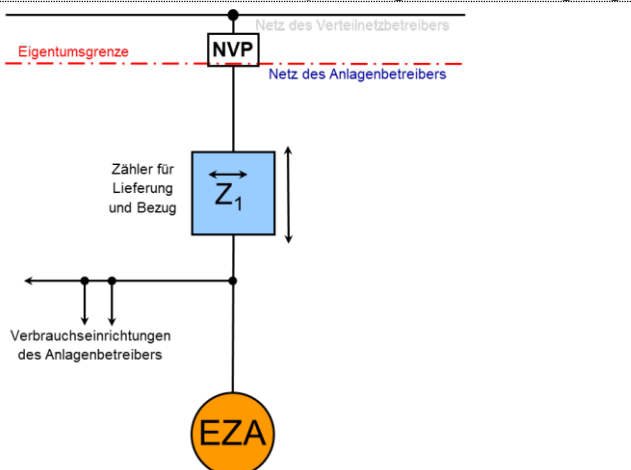 Netz des Verteilnetzbetreibers
NVP
Eigentumsgrenze
Netz des Anlagenbetreibers
Zähler für
Lieferung
und Bezug
Z1
Verbrauchseinrichtungen
des Anlagenbetreibers
EZA